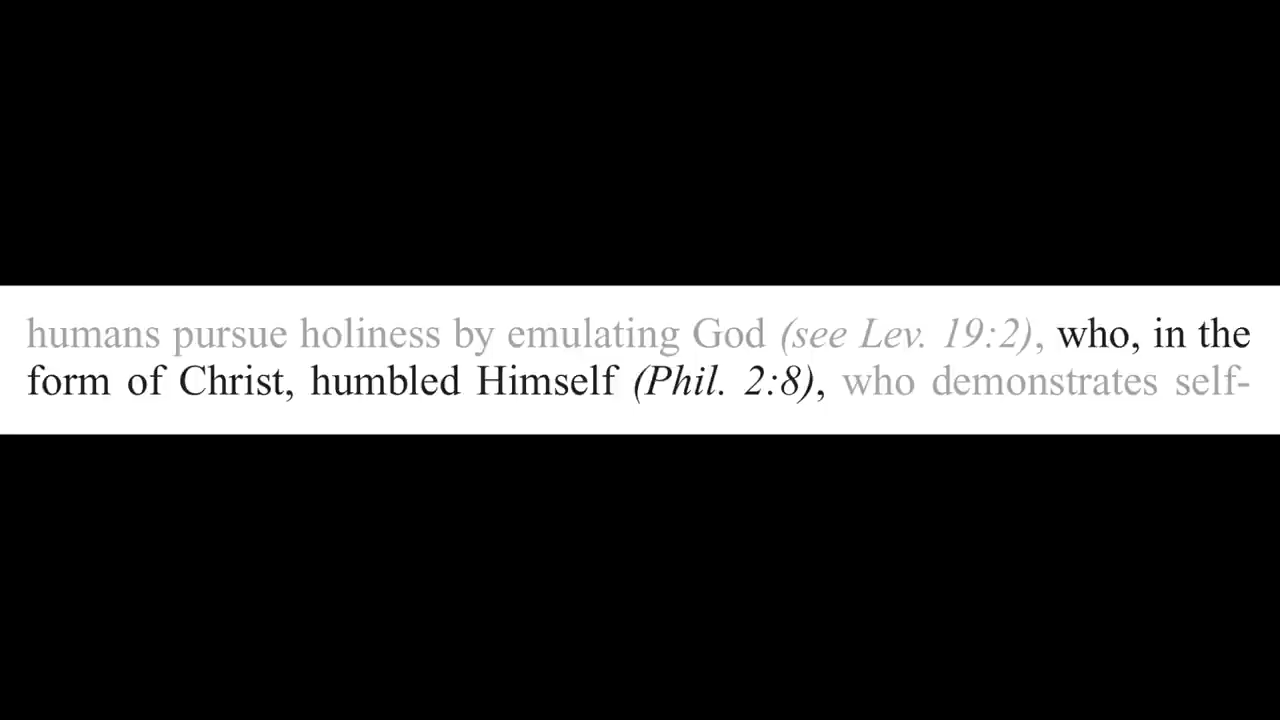 humans pursue holiness by emulating God (see Lev. 19:2), who, in the
form of Christ, humbled Himself (Phil. 2:8), who demonstrates self-